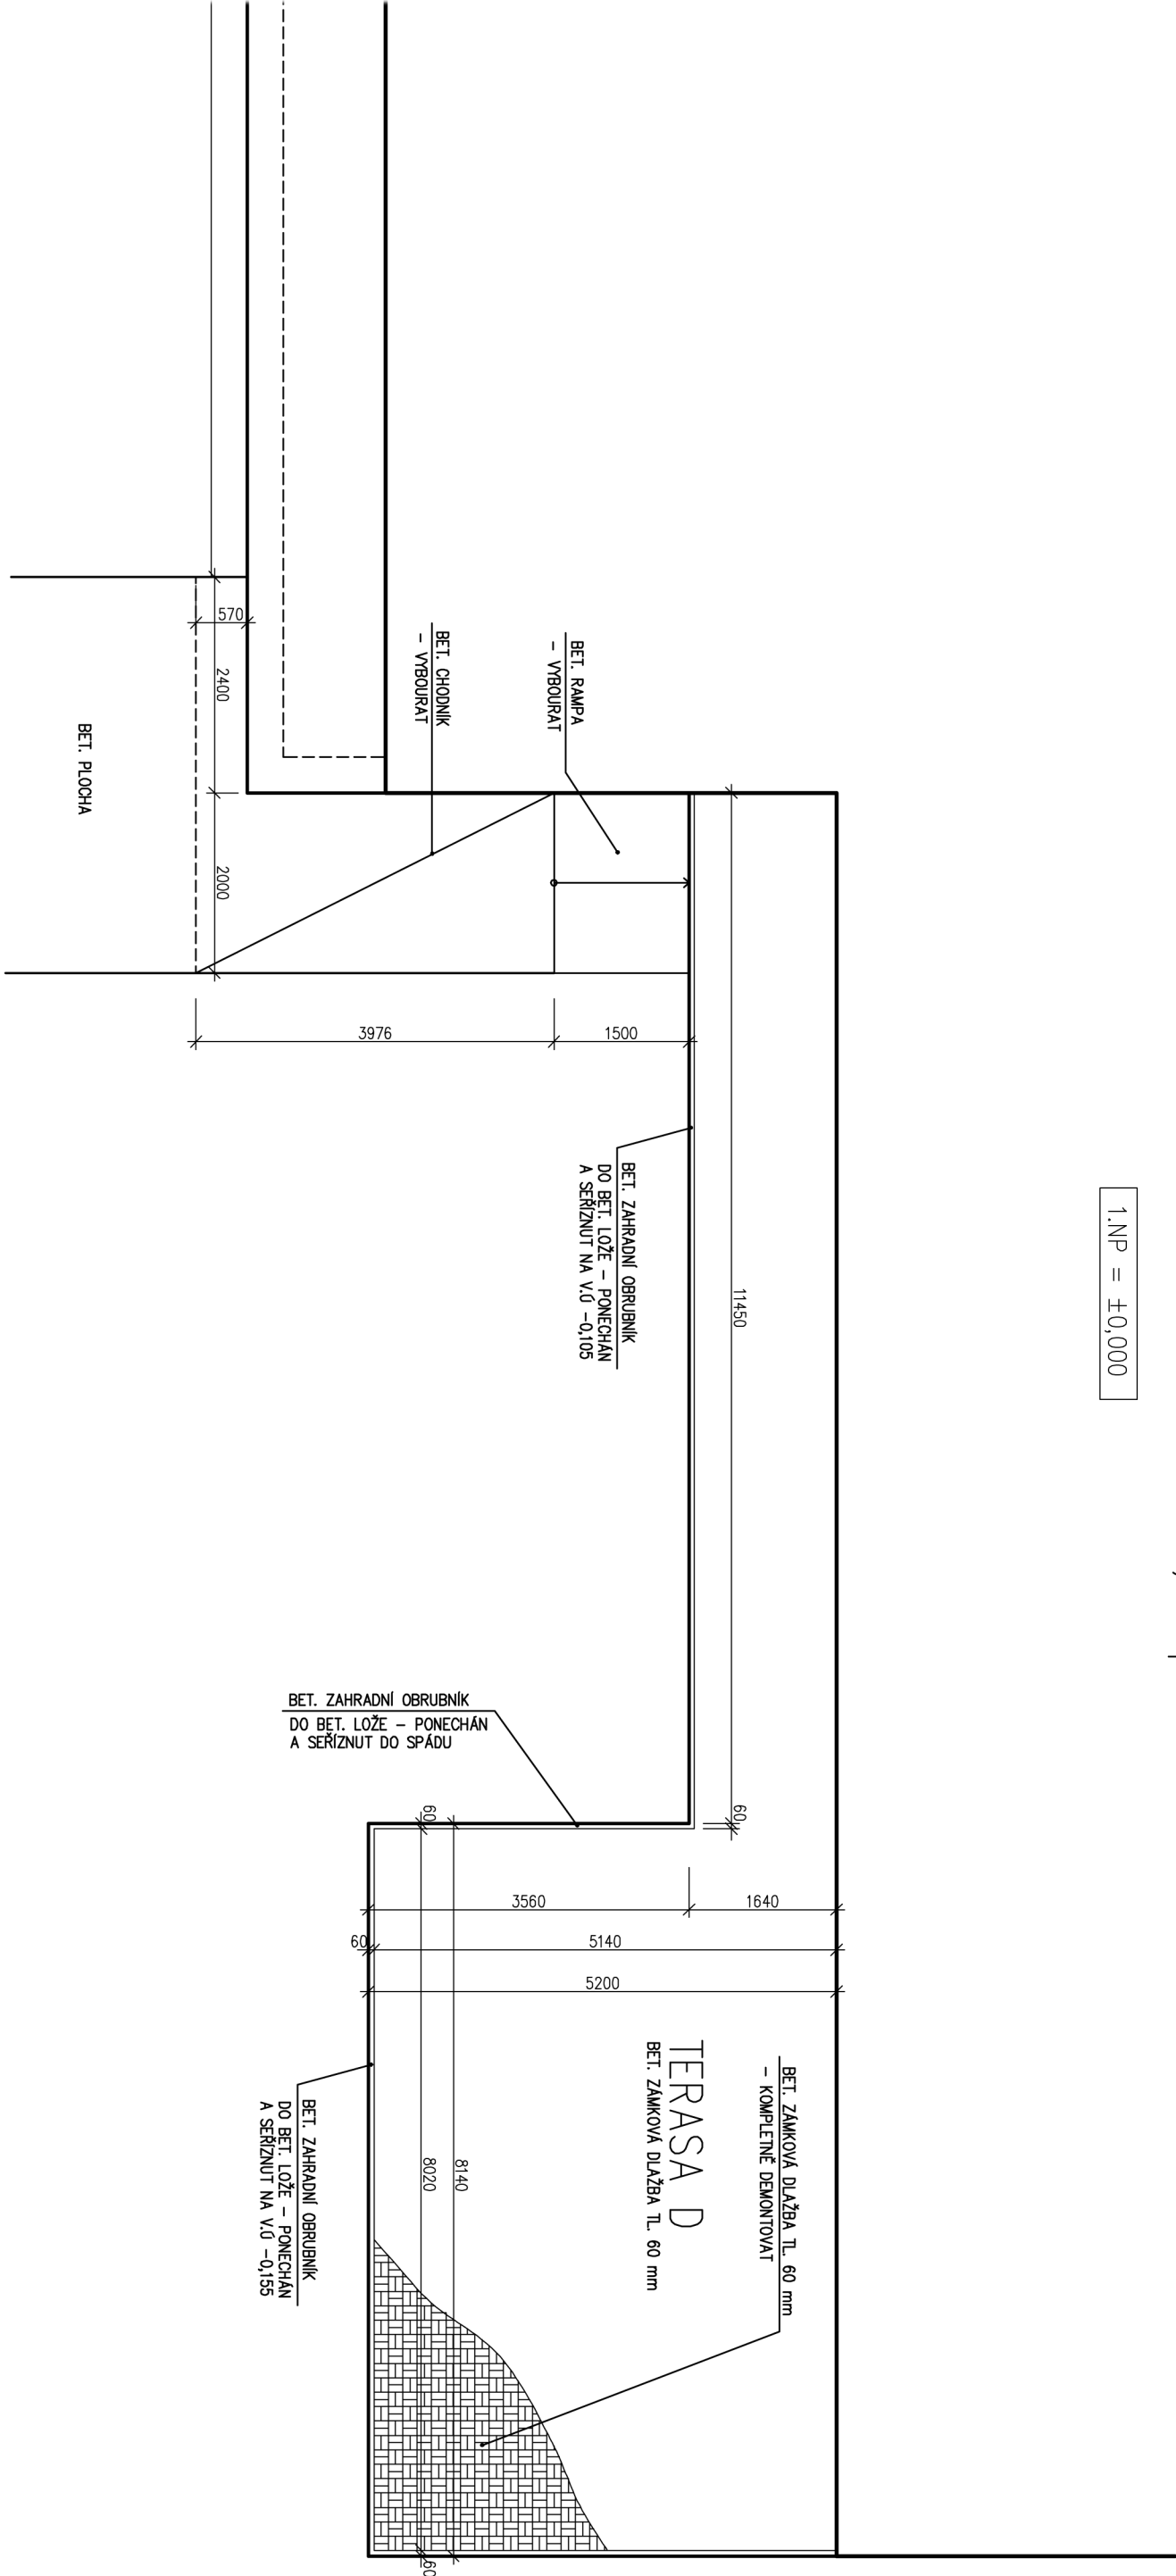 1.NP = ±0,000
570
2400
2000
BET. PLOCHA
BET. CHODNÍK
- VYBOURAT
BET. RAMPA
- VYBOURAT
3976
1500
BET. ZAHRADNÍ OBRUBNÍK
DO BET. LOŽE - PONECHÁN
A SEŘÍZNUT NA V.Ú -0,105
11450
60
BET. ZAHRADNÍ OBRUBNÍK
DO BET. LOŽE - PONECHÁN
A SEŘÍZNUT DO SPÁDU
60
3560
1640
60
5140
5200
TERASA D
BET. ZÁMKOVÁ DLAŽBA TL. 60 mm
BET. ZÁMKOVÁ DLAŽBA TL. 60 mm
- KOMPLETNĚ DEMONTOVAT
8140
8020
60
BET. ZAHRADNÍ OBRUBNÍK
DO BET. LOŽE - PONECHÁN
A SEŘÍZNUT NA V.Ú -0,155